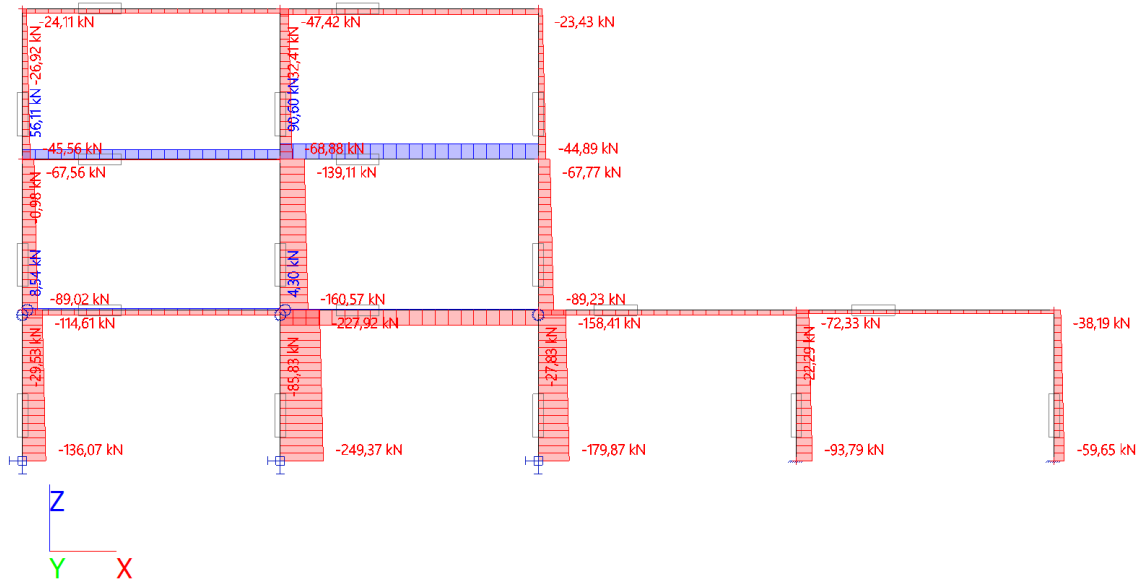 -24,11 kN
-47,42 kN
-23,43 kN
-26,92 kN
-32,41 kN
56,11 kN
90,60 kN
-45,56 kN
-68,88 kN
-44,89 kN
-67,56 kN
-139,11 kN
-67,77 kN
-0,98 kN
8,54 kN
4,30 kN
-89,02 kN
-160,57 kN
-89,23 kN
-114,61 kN
-227,92 kN
-158,41 kN
-72,33 kN
-38,19 kN
-29,53 kN
-85,83 kN
-27,83 kN
22,29 kN
-136,07 kN
-249,37 kN
-179,87 kN
-93,79 kN
-59,65 kN
Z
Y X